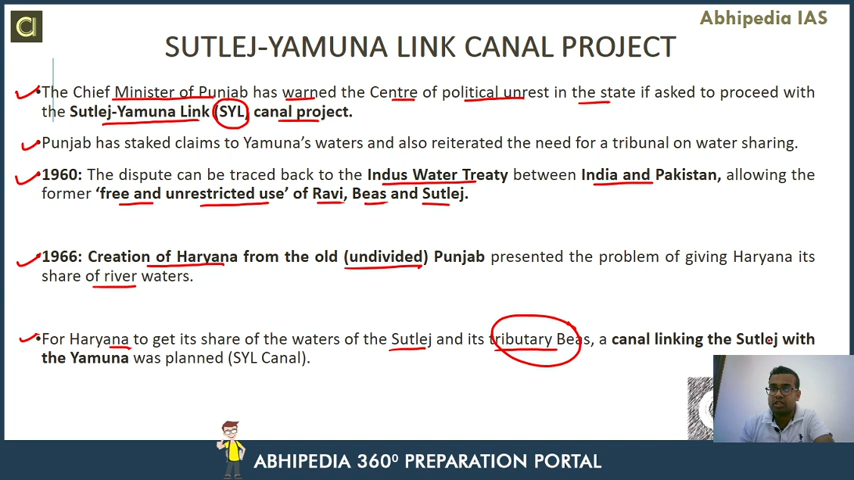 Abhipedia IAS
a
SUTLEJ-YAMUNA LINK CANAL PROJECT
•The Chief Minister of Punjab has warned the Centre of political unrest in the state if asked to proceed with
the Sutlej-Yamuna Link (SYL) canal project.
Punjab has staked claims to Yamuna's waters and also reiterated the need for a tribunal on water sharing.
1960: The dispute can be traced back to the Indus Water Treaty between India and Pakistan, allowing the
former 'free and unrestricted use' of Ravi, Beas and Sutlej.
1966: Creation of Haryana from the old (undivided) Punjab presented the problem of giving Haryana its
share of river waters.
•For Haryana to get its share of the waters of the Sutlej and its tributary Beas, a canal linking the Sutlej with
the Yamuna was planned (SYL Canal).
ABHIPEDIA 360⁰ PREPARATION PORTAL